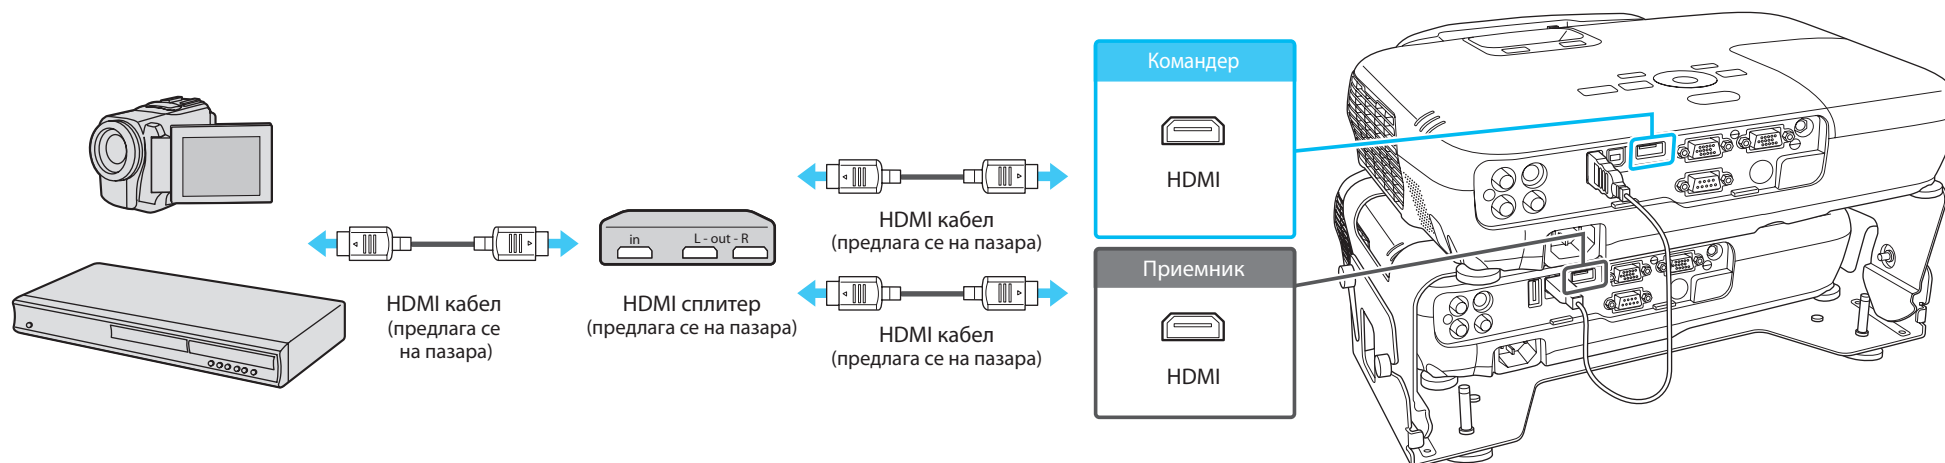 HDMI кабел
(предлага се
на пазара)
in
L - out - R
HDMI сплитер
(предлага се на пазара)
HDMI кабел
(предлага се на пазара)
HDMI кабел
(предлага се на пазара)
Командер
HDMI
Приемник
HDMI